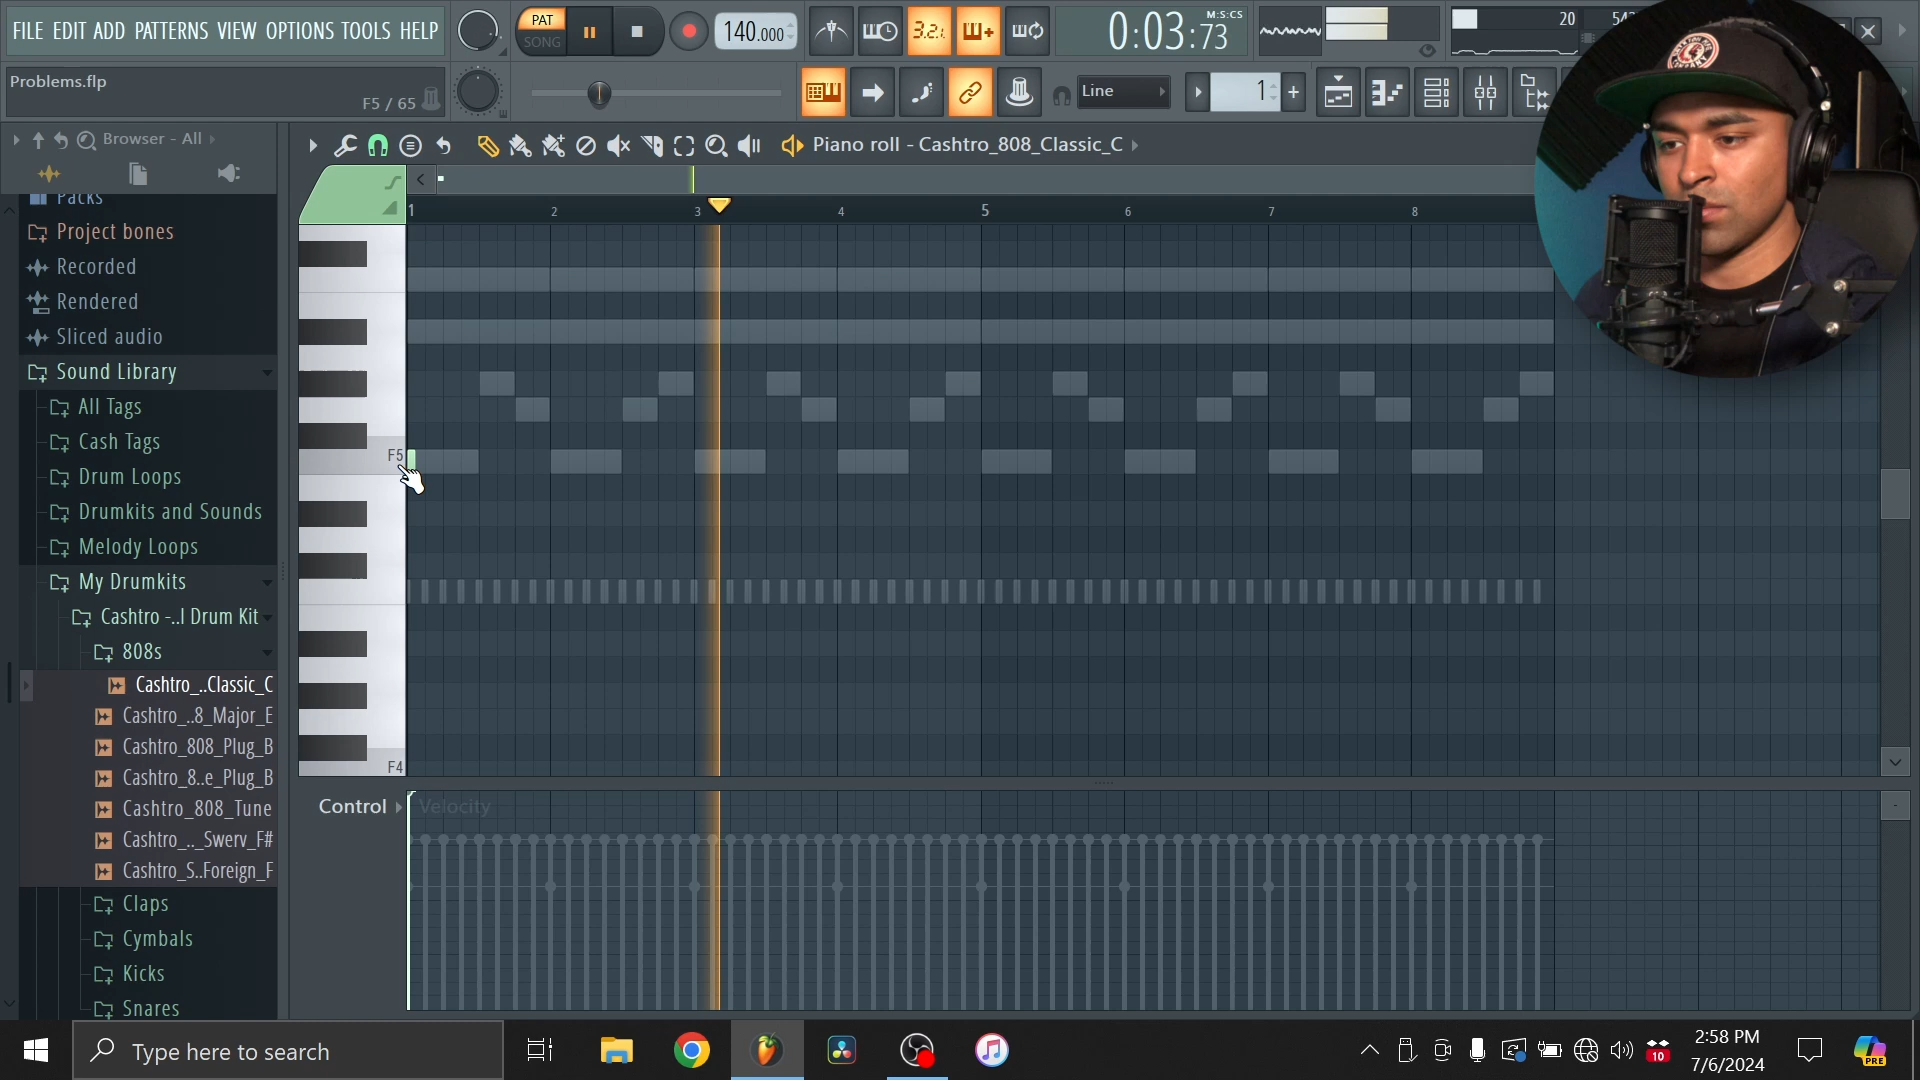 FILE EDIT ADD PATTERNS VIEW OPTIONS TOOLS HELP
PAT
SONG
140.000
3.2.
M:S:CS
0:03:73
20
Problems.flp
F5 / 65
Line
1
Browser - All
Piano roll - Cashtro_808_Classic_C
Packs
Project bones
Recorded
Rendered
Sliced audio
Sound Library
All Tags
Cash Tags
Drum Loops
Drumkits and Sounds
Melody Loops
My Drumkits
Cashtro -..l Drum Kit
808s
Cashtro_..Classic_C
Cashtro_..8_Major_E
Cashtro_808_Plug_B
Cashtro_8..e_Plug_B
Cashtro_808_Tune
Cashtro_.._Swerv_F#
Cashtro_S..Foreign_F
Claps
Cymbals
Kicks
Snares
1 2 3 4 5 6 7 8
F5
F4
Control
Velocity
Type here to search
10
2:58 PM
7/6/2024
PRE